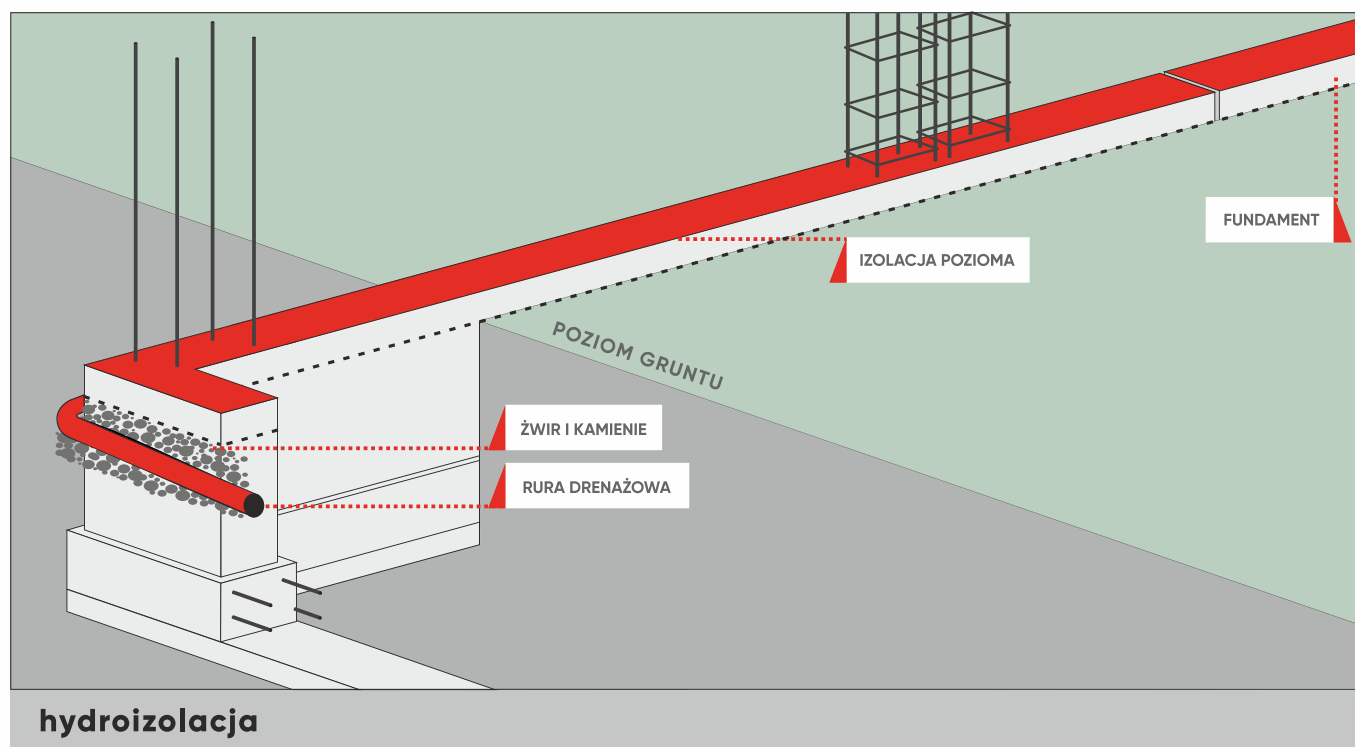 FUNDAMENT
IZOLACJA POZIOMA
POZIOM GRUNTU
ŻWIR I KAMIENIE
RURA DRENAŻOWA
hydroizolacja